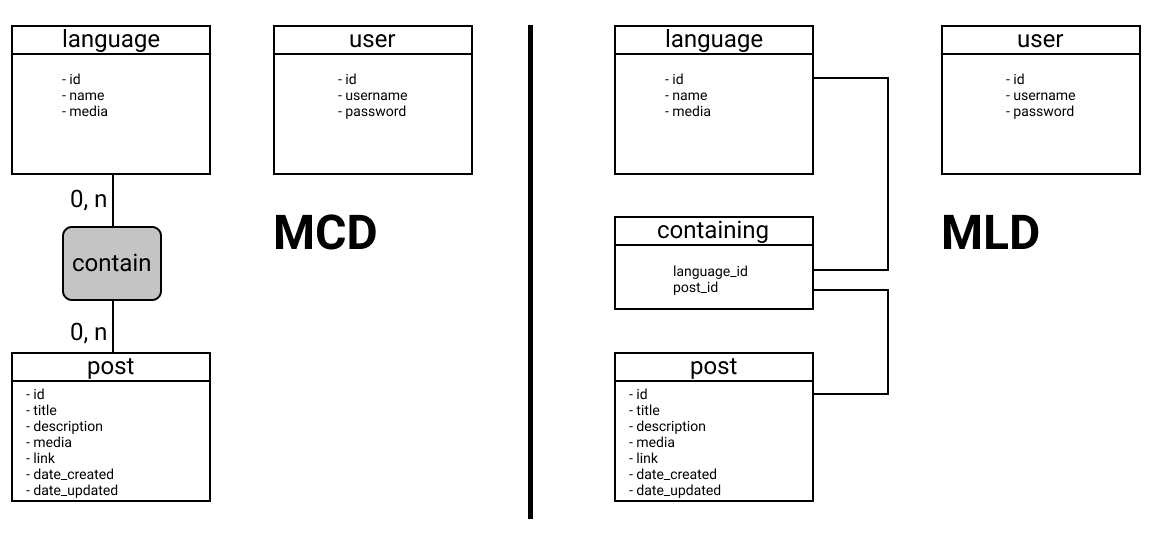 language
- id
- name
- media
user
- id
- username
- password
0, n
contain
0, n
post
- id
- title
- description
- media
- link
- date_created
- date_updated
MCD
language
- id
- name
- media
user
- id
- username
- password
containing
language_id
post_id
post
- id
- title
- description
- media
- link
- date_created
- date_updated
MLD